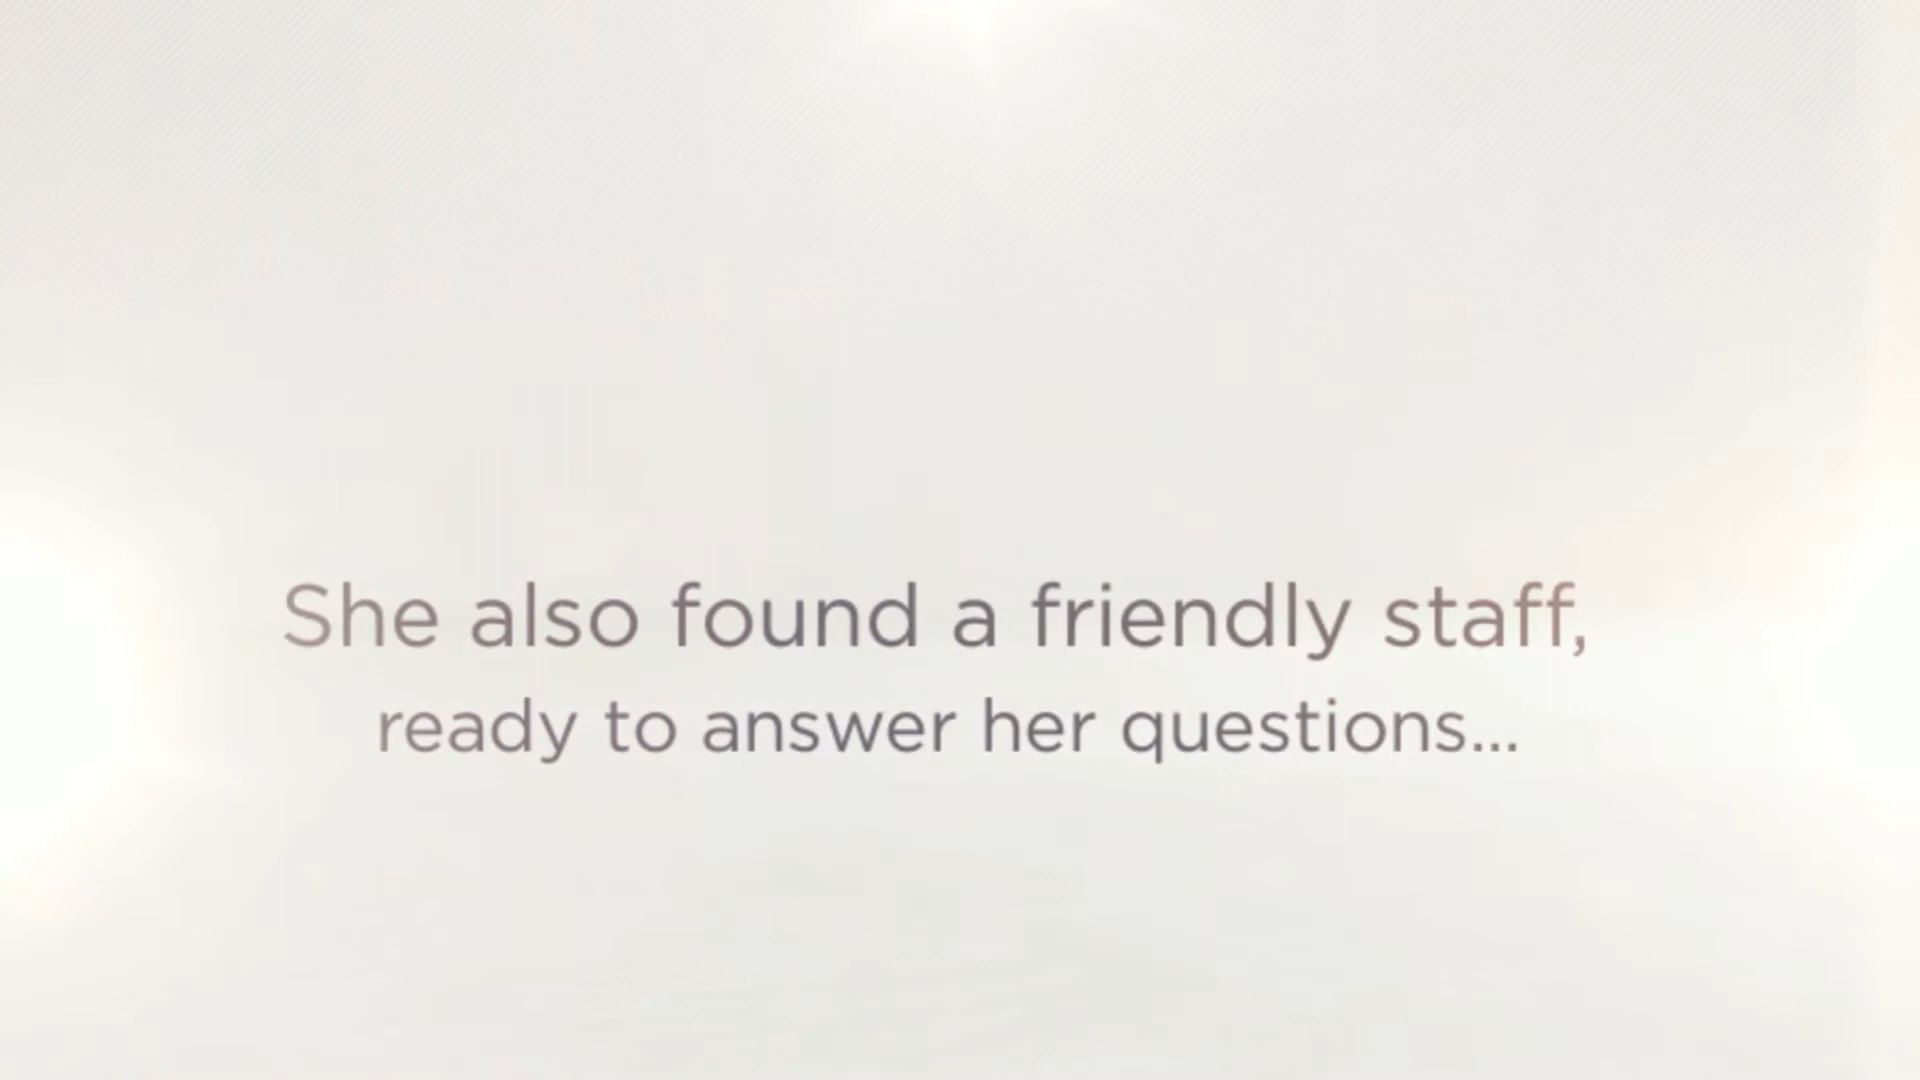 She also found a friendly staff,
ready to answer her questions...